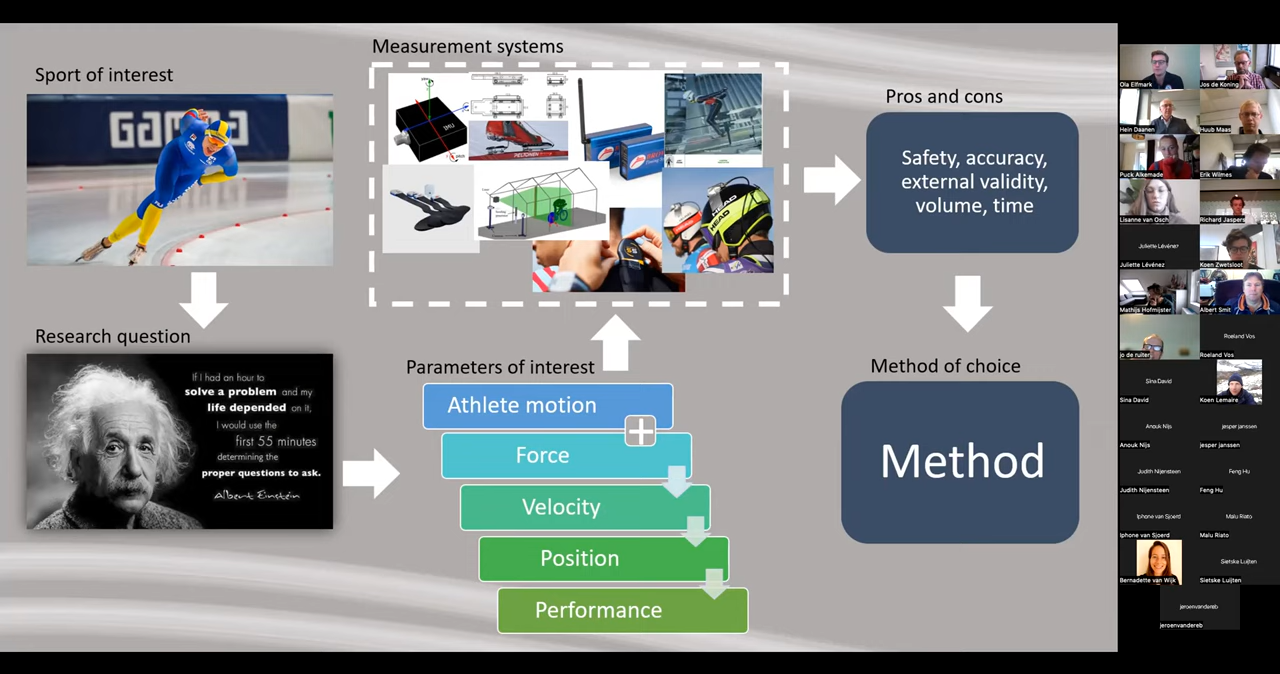 Sport of interest
Measurement systems
Pros and cons
Safety, accuracy,
external validity,
volume, time
Research question
If I had an hour to
solve a problem and my
life depended on it,
I would use the
first 55 minutes
determining the
proper questions to ask.
Albert Einstein
Parameters of interest
Athlete motion
Force
Velocity
Position
Performance
Method of choice
Method
IMU
HEAD
HEAD
Ola Elfmark
Jos de Koning
Hein Daanen
Huub Maas
Puck Alkemade
Erik Wilmes
Lisanne van Osch
Richard Jaspers
Juliette Lévénez
Juliette Lévénez
Koen Zwetsloot
Mathijs Hofmijster
Albert Smit
jo de ruiter
Roeland Vos
Roeland Vos
Sina David
Sina David
Koen Lemaire
Anouk Nijs
Anouk Nijs
jesper janssen
jesper janssen
Judith Nijensteen
Judith Nijensteen
Feng Hu
Feng Hu
Iphone van Sjoerd
Iphone van Sjoerd
Malu Riato
Malu Riato
Bernadette van Wijk
Sietske Luijten
Sietske Luijten
jeroenvandereb
jeroenvandereb